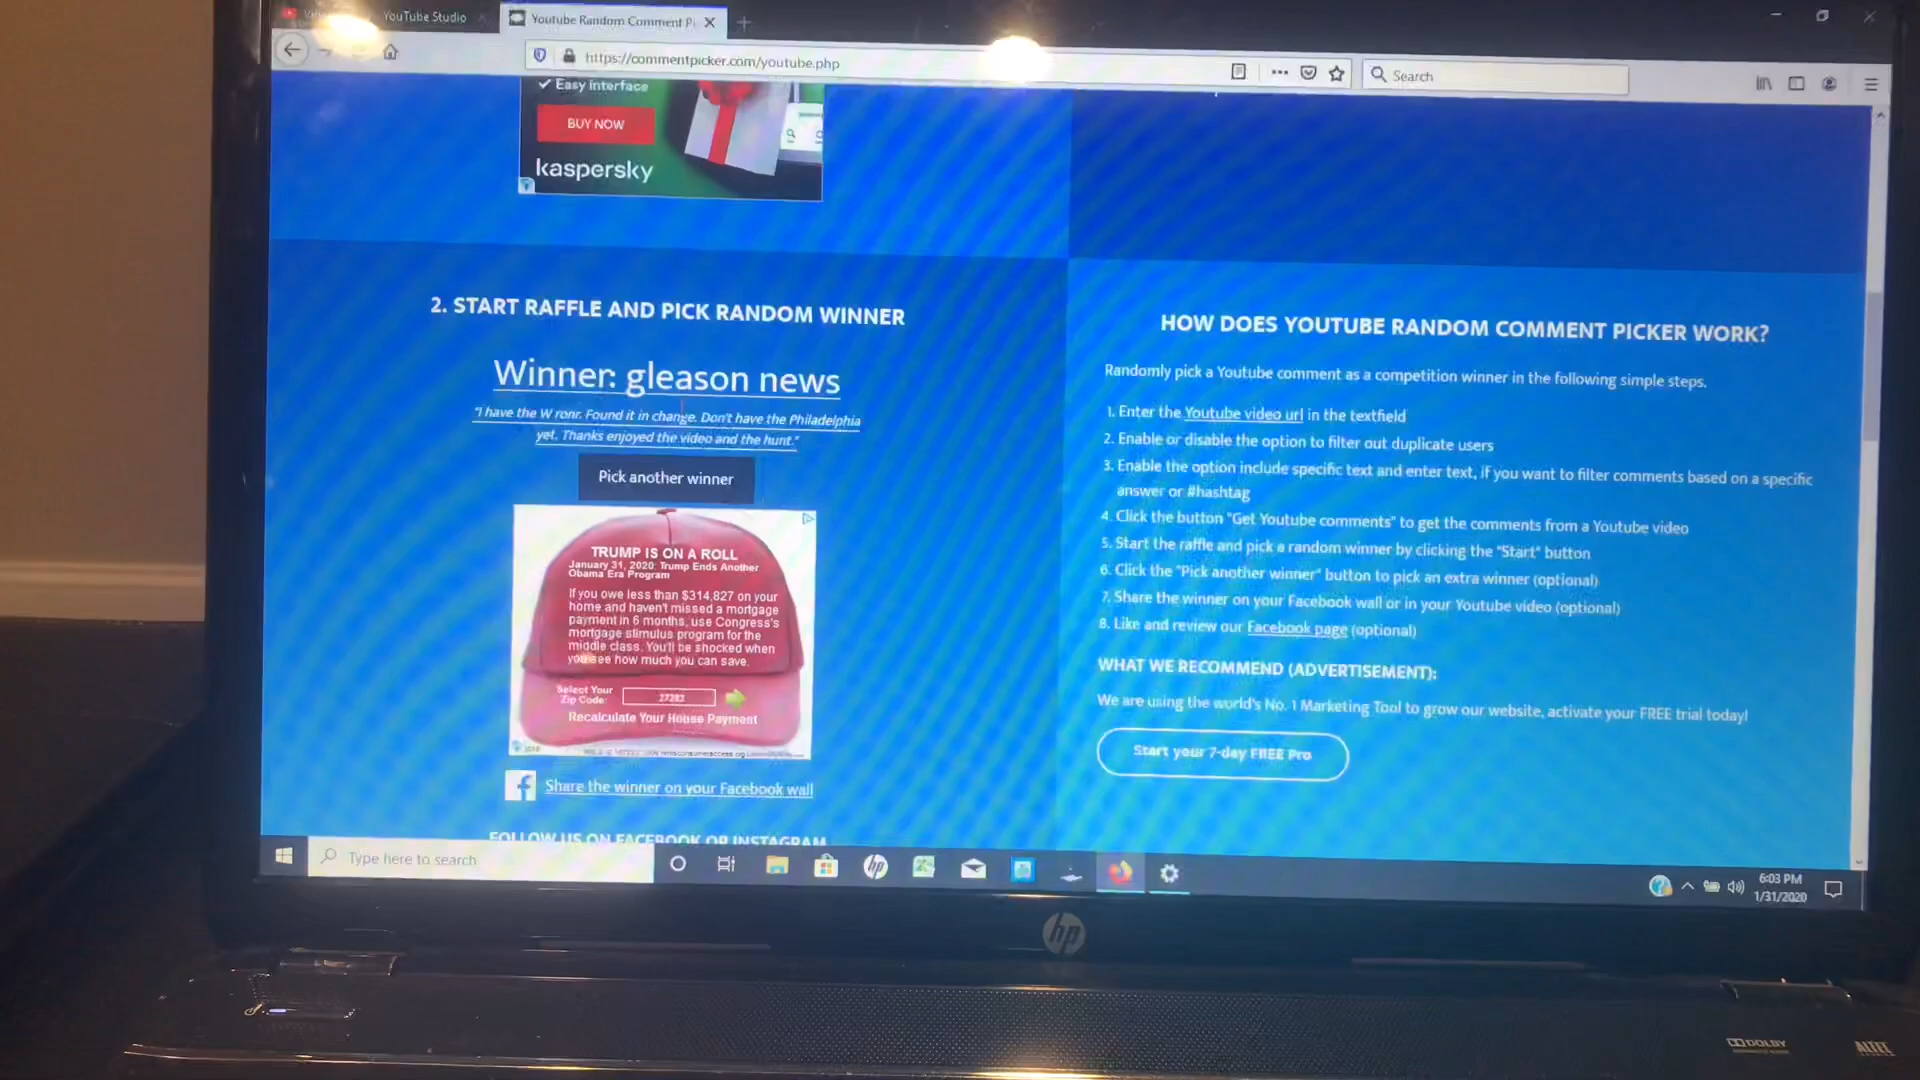 YouTube Studio
Youtube Random Comment Pi
https://commentpicker.com/youtube.php
Search
Easy interface
BUY NOW
kaspersky
2. START RAFFLE AND PICK RANDOM WINNER
Winner: gleason news
"I have the W ronr. Found it in change. Don't have the Philadelphia
yet. Thanks enjoyed the video and the hunt."
Pick another winner
TRUMP IS ON A ROLL
January 31, 2020: Trump Ends Another
Obama Era Program
If you owe less than $314,827 on your
home and haven't missed a mortgage
payment in 6 months, use Congress's
mortgage stimulus program for the
middle class. You'll be shocked when
you see how much you can save.
Select Your
Zip Code:
27282
Recalculate Your House Payment
Share the winner on your Facebook wall
FOLLOW US ON FACEBOOK OR INSTAGRAM
HOW DOES YOUTUBE RANDOM COMMENT PICKER WORK?
Randomly pick a Youtube comment as a competition winner in the following simple steps.
1. Enter the Youtube video url in the textfield
2. Enable or disable the option to filter out duplicate users
3. Enable the option include specific text and enter text, if you want to filter comments based on a specific
answer or #hashtag
4. Click the button "Get Youtube comments" to get the comments from a Youtube video
5. Start the raffle and pick a random winner by clicking the "Start" button
6. Click the "Pick another winner" button to pick an extra winner (optional)
7. Share the winner on your Facebook wall or in your Youtube video (optional)
8. Like and review our Facebook page (optional)
WHAT WE RECOMMEND (ADVERTISEMENT):
We are using the world's No. 1 Marketing Tool to grow our website, activate your FREE trial today!
Start your 7-day FREE Pro
Type here to search
hp
6:03 PM
1/31/2020
hp
DOLBY
ALTEC